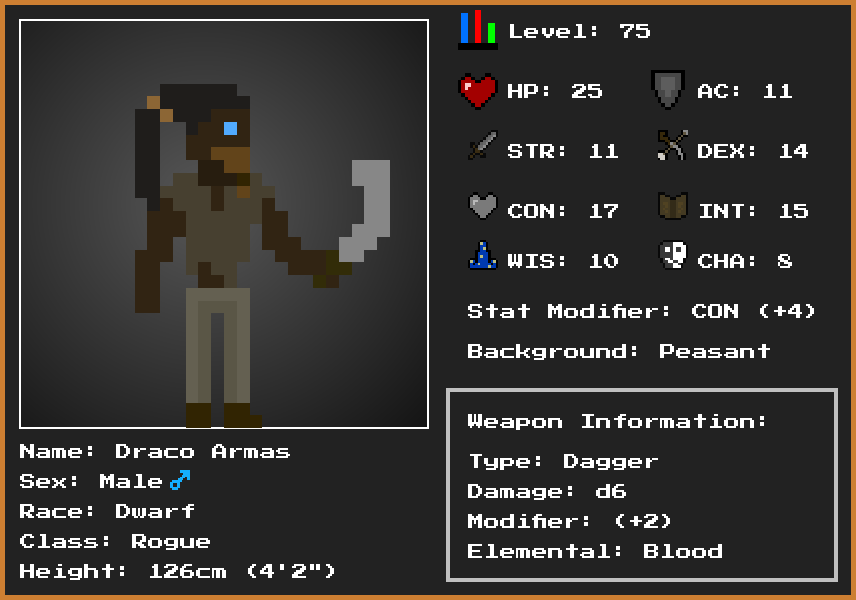 Level: 75
HP: 25 AC: 11
STR: 11 DEX: 14
CON: 17 INT: 15
WIS: 10 CHA: 8
Stat Modifier: CON (+4)
Background: Peasant
Weapon Information:
Type: Dagger
Damage: d6
Modifier: (+2)
Elemental: Blood
Name: Draco Armas
Sex: Male ♂
Race: Dwarf
Class: Rogue
Height: 126cm (4'2")